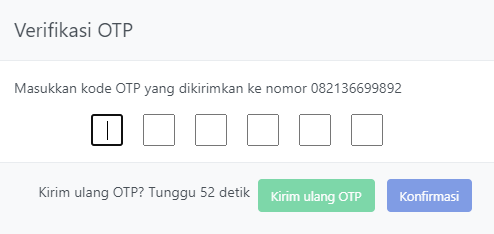 Verifikasi OTP
Masukkan kode OTP yang dikirimkan ke nomor 082136699892
Kirim ulang OTP? Tunggu 52 detik Kirim ulang OTP Konfirmasi